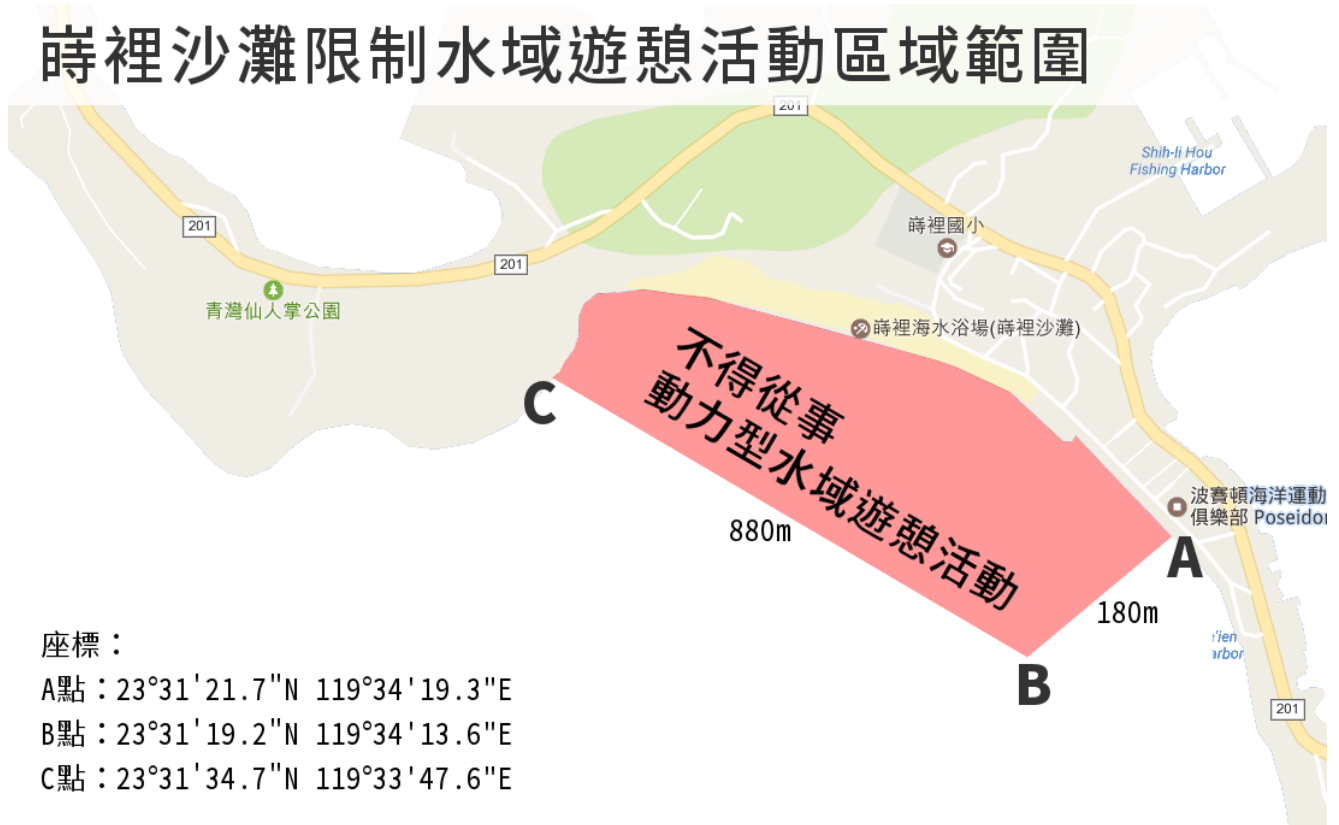 嵵裡沙灘限制水域遊憩活動區域範圍
201
Shih-li Hou
Fishing Harbor
201
嵵裡國小
201
青灣仙人掌公園
嵵裡海水浴場(嵵裡沙灘)
不得從事
動力型水域遊憩活動
C
波賽頓海洋運動
俱樂部 Poseidon
880m
A
180m
B
201
座標：
A點：23°31'21.7"N 119°34'19.3"E
B點：23°31'19.2"N 119°34'13.6"E
C點：23°31'34.7"N 119°33'47.6"E